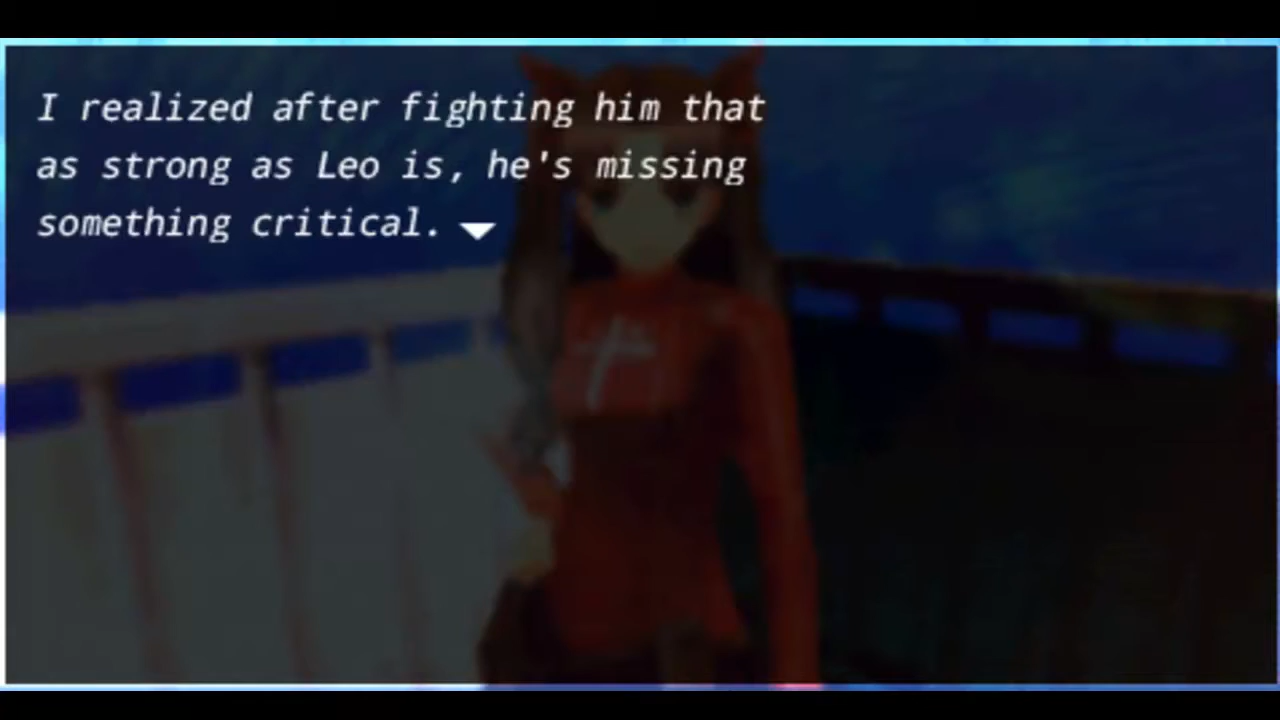 I realized after fighting him that
as strong as Leo is, he's missing
something critical.